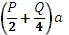 (P/2 + Q/4) a